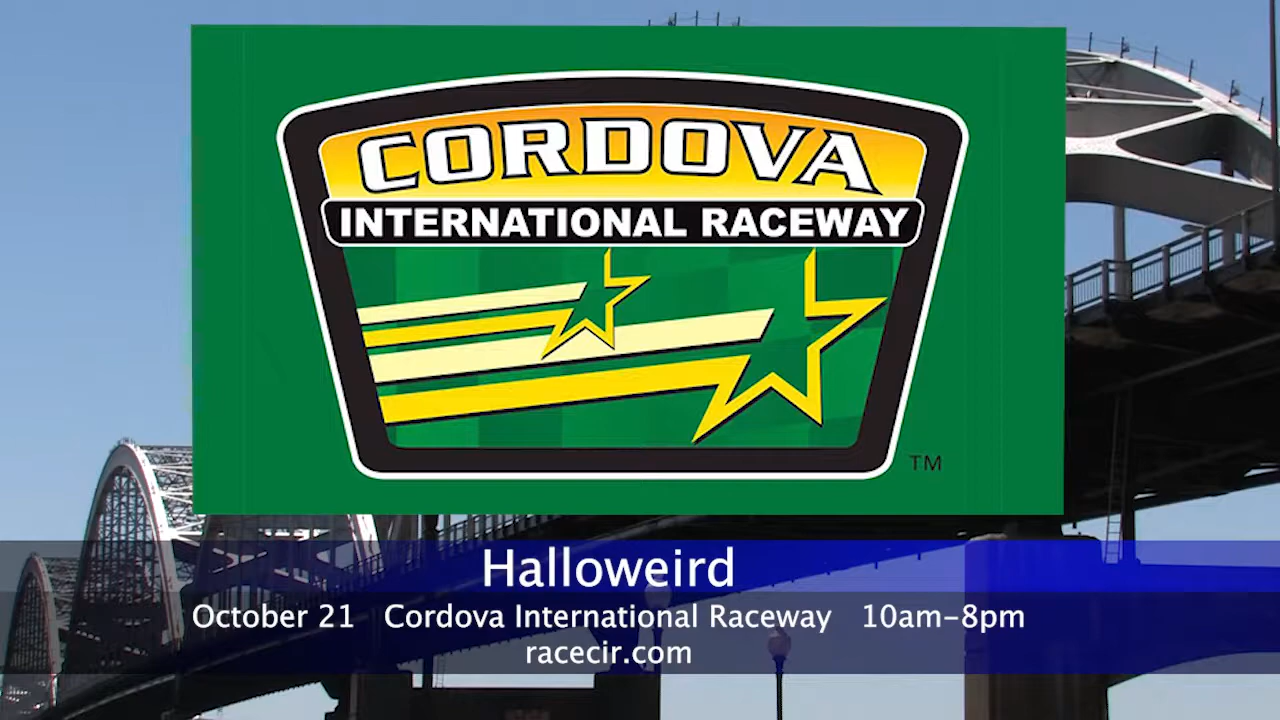 CORDOVA
INTERNATIONAL RACEWAY
TM
Halloweird
October 21 Cordova International Raceway 10am-8pm
racecir.com